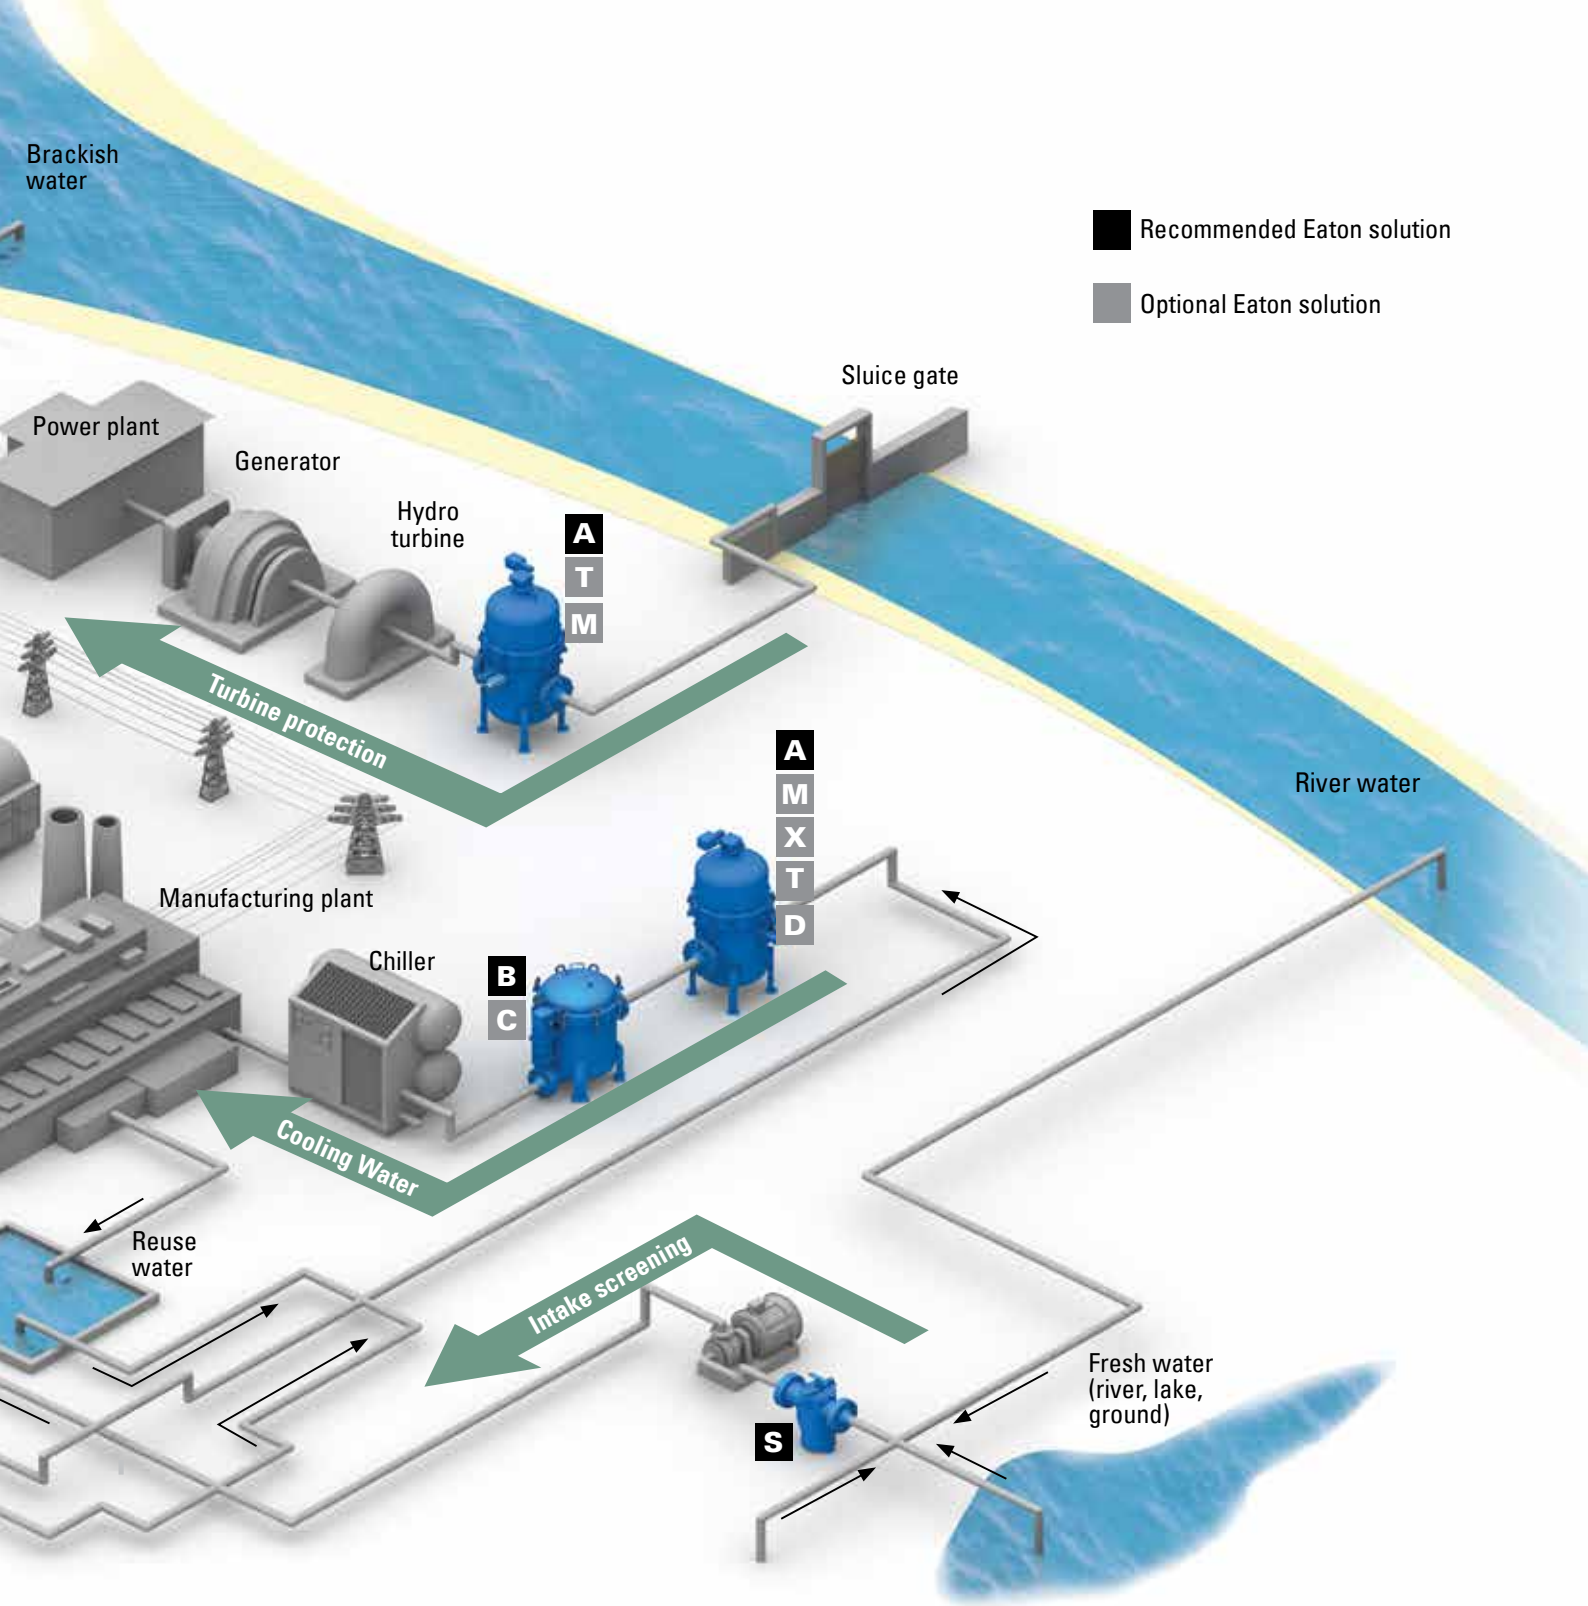 Brackish
water
Recommended Eaton solution
Optional Eaton solution
Sluice gate
Power plant
Generator
Hydro
turbine
A
T
M
Turbine protection
A
M
X
T
D
River water
Manufacturing plant
Chiller
B
C
Cooling Water
Reuse
water
Intake screening
Fresh water
(river, lake,
ground)
S